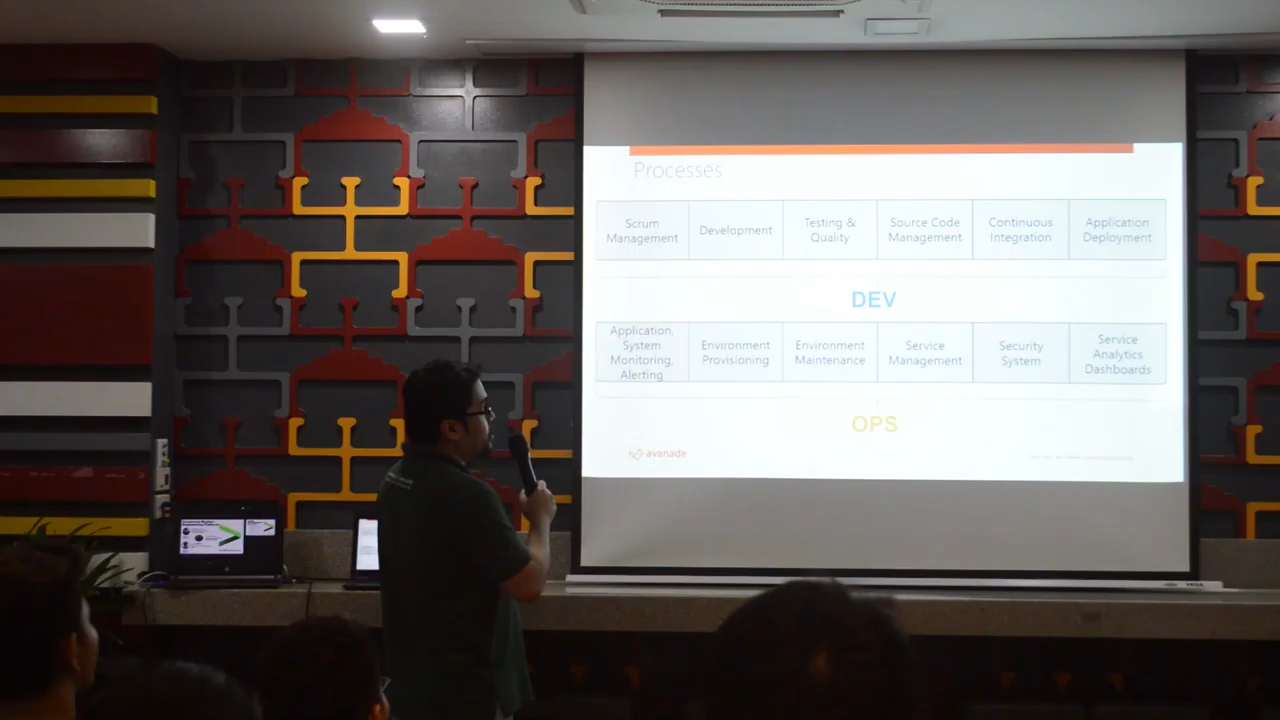 Processes
Scrum
Management
Development
Testing &
Quality
Source Code
Management
Continuous
Integration
Application
Deployment
DEV
Application,
System
Monitoring,
Alerting
Environment
Provisioning
Environment
Maintenance
Service
Management
Security
System
Service
Analytics
Dashboards
OPS
avanade
VEGA